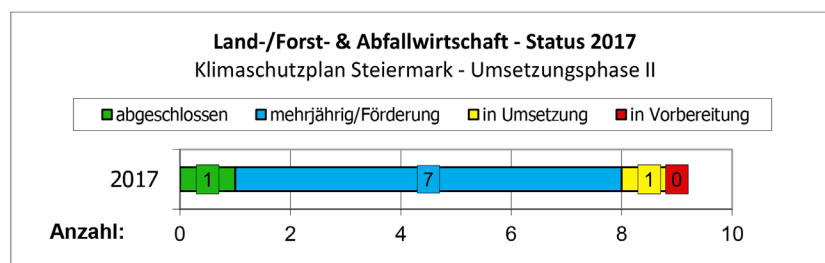 Land-/Forst- & Abfallwirtschaft - Status 2017
Klimaschutzplan Steiermark - Umsetzungsphase II
abgeschlossen mehrjährig/Förderung in Umsetzung in Vorbereitung
2017 1 7 1 0
Anzahl: 0 2 4 6 8 10